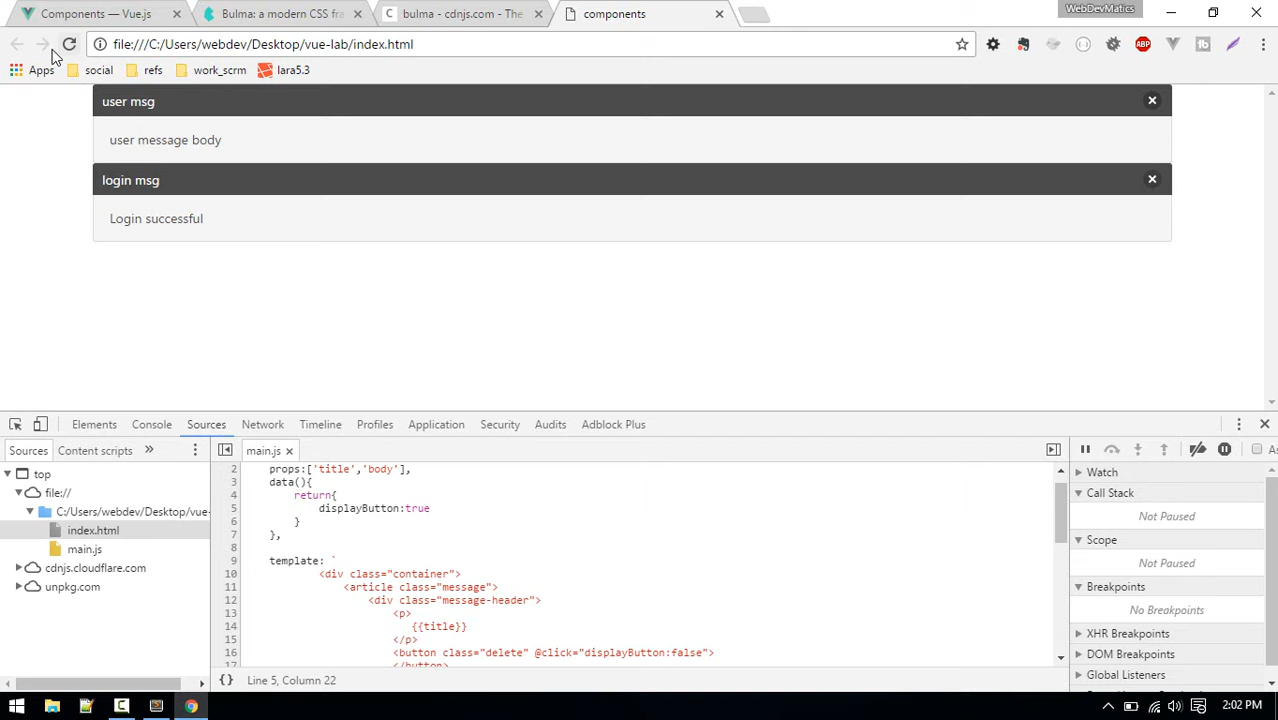 Components — Vue.js
Bulma: a modern CSS fra
bulma - cdnjs.com - The
components
WebDevMatics
file:///C:/Users/webdev/Desktop/vue-lab/index.html
ABP
Apps
social
refs
work_scrm
lara5.3
user msg
user message body
login msg
Login successful
Elements
Console
Sources
Network
Timeline
Profiles
Application
Security
Audits
Adblock Plus
Sources
Content scripts
main.js
As
top
file://
C:/Users/webdev/Desktop/vue-
index.html
main.js
cdnjs.cloudflare.com
unpkg.com
2 props:['title','body'],
3 data(){
4 return{
5 displayButton:true
6 }
7 },
8
9 template: `
10 <div class="container">
11 <article class="message">
12 <div class="message-header">
13 <p>
14 {{title}}
15 </p>
16 <button class="delete" @click="displayButton:false">
17 </button>
{} Line 5, Column 22
Watch
Call Stack
Not Paused
Scope
Not Paused
Breakpoints
No Breakpoints
XHR Breakpoints
DOM Breakpoints
Global Listeners
2:02 PM